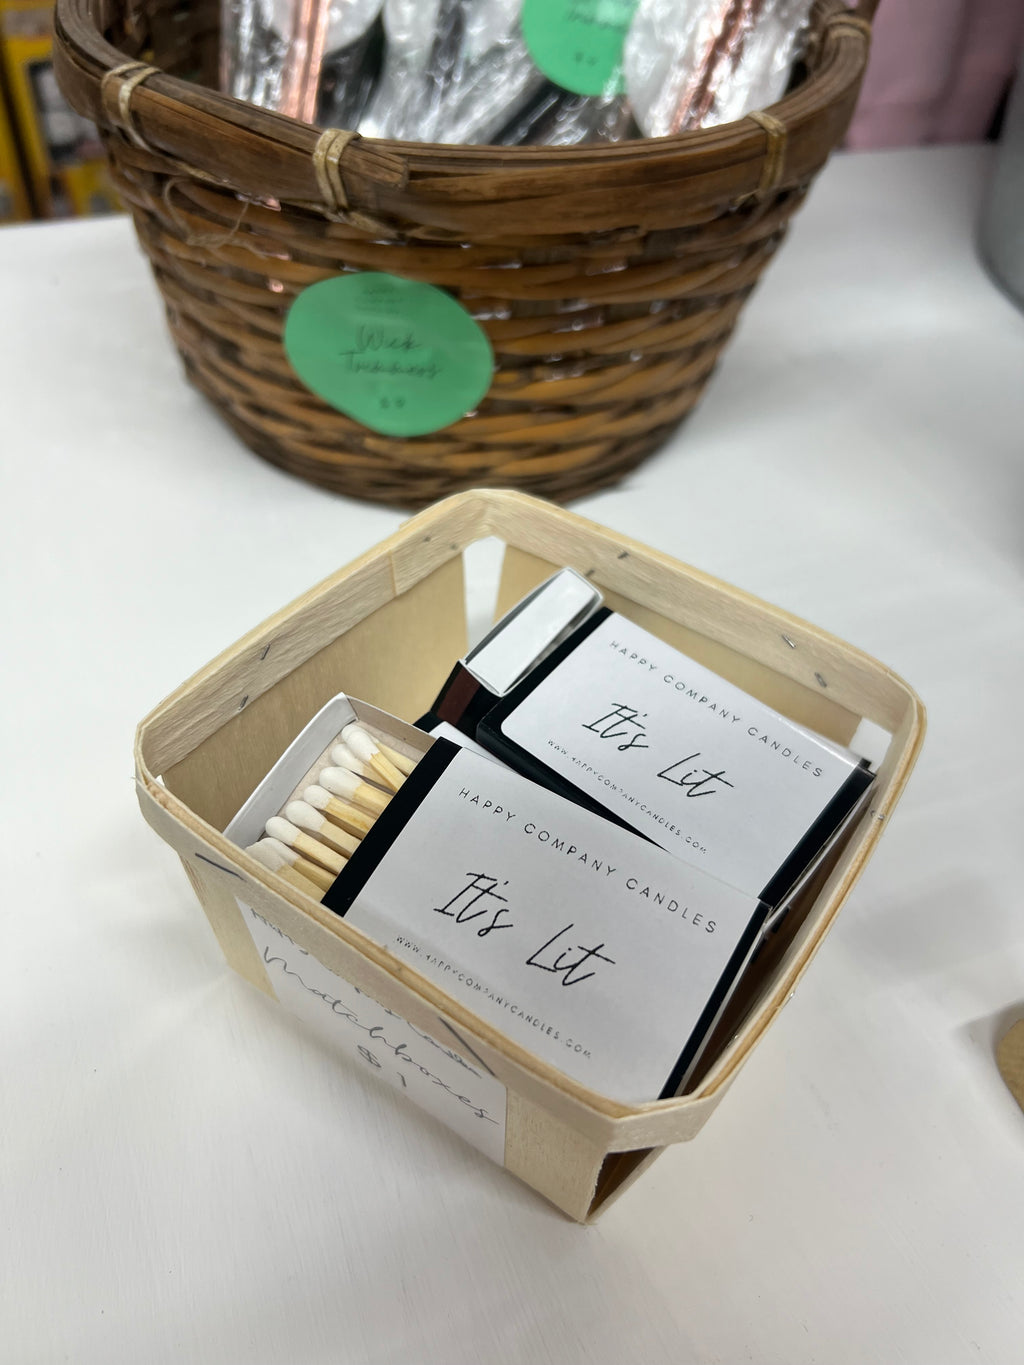 Wick
HAPPY COMPANY CANDLES
It's Lit
WWW.HAPPYCOMPANYCANDLES.COM
HAPPY COMPANY CANDLES
It's Lit
WWW.HAPPYCOMPANYCANDLES.COM
Matchboxes
$1